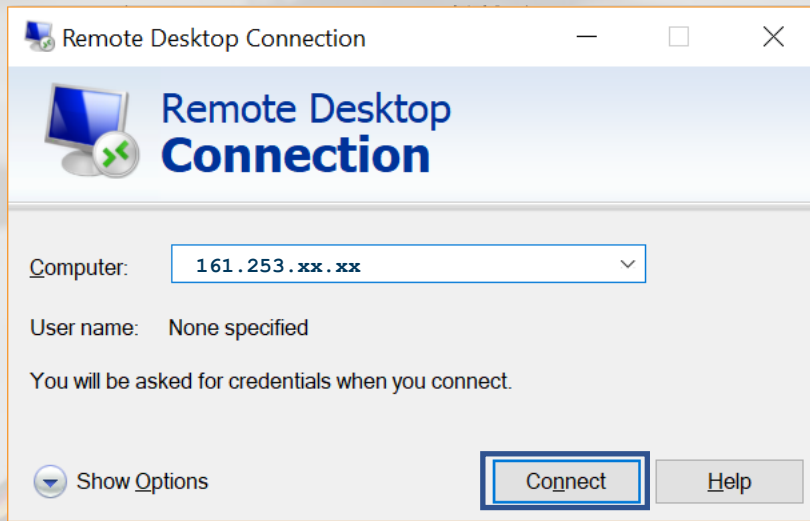 Remote Desktop Connection
Remote Desktop
Connection
Computer: 161.253.xx.xx
User name: None specified
You will be asked for credentials when you connect.
Show Options Connect Help